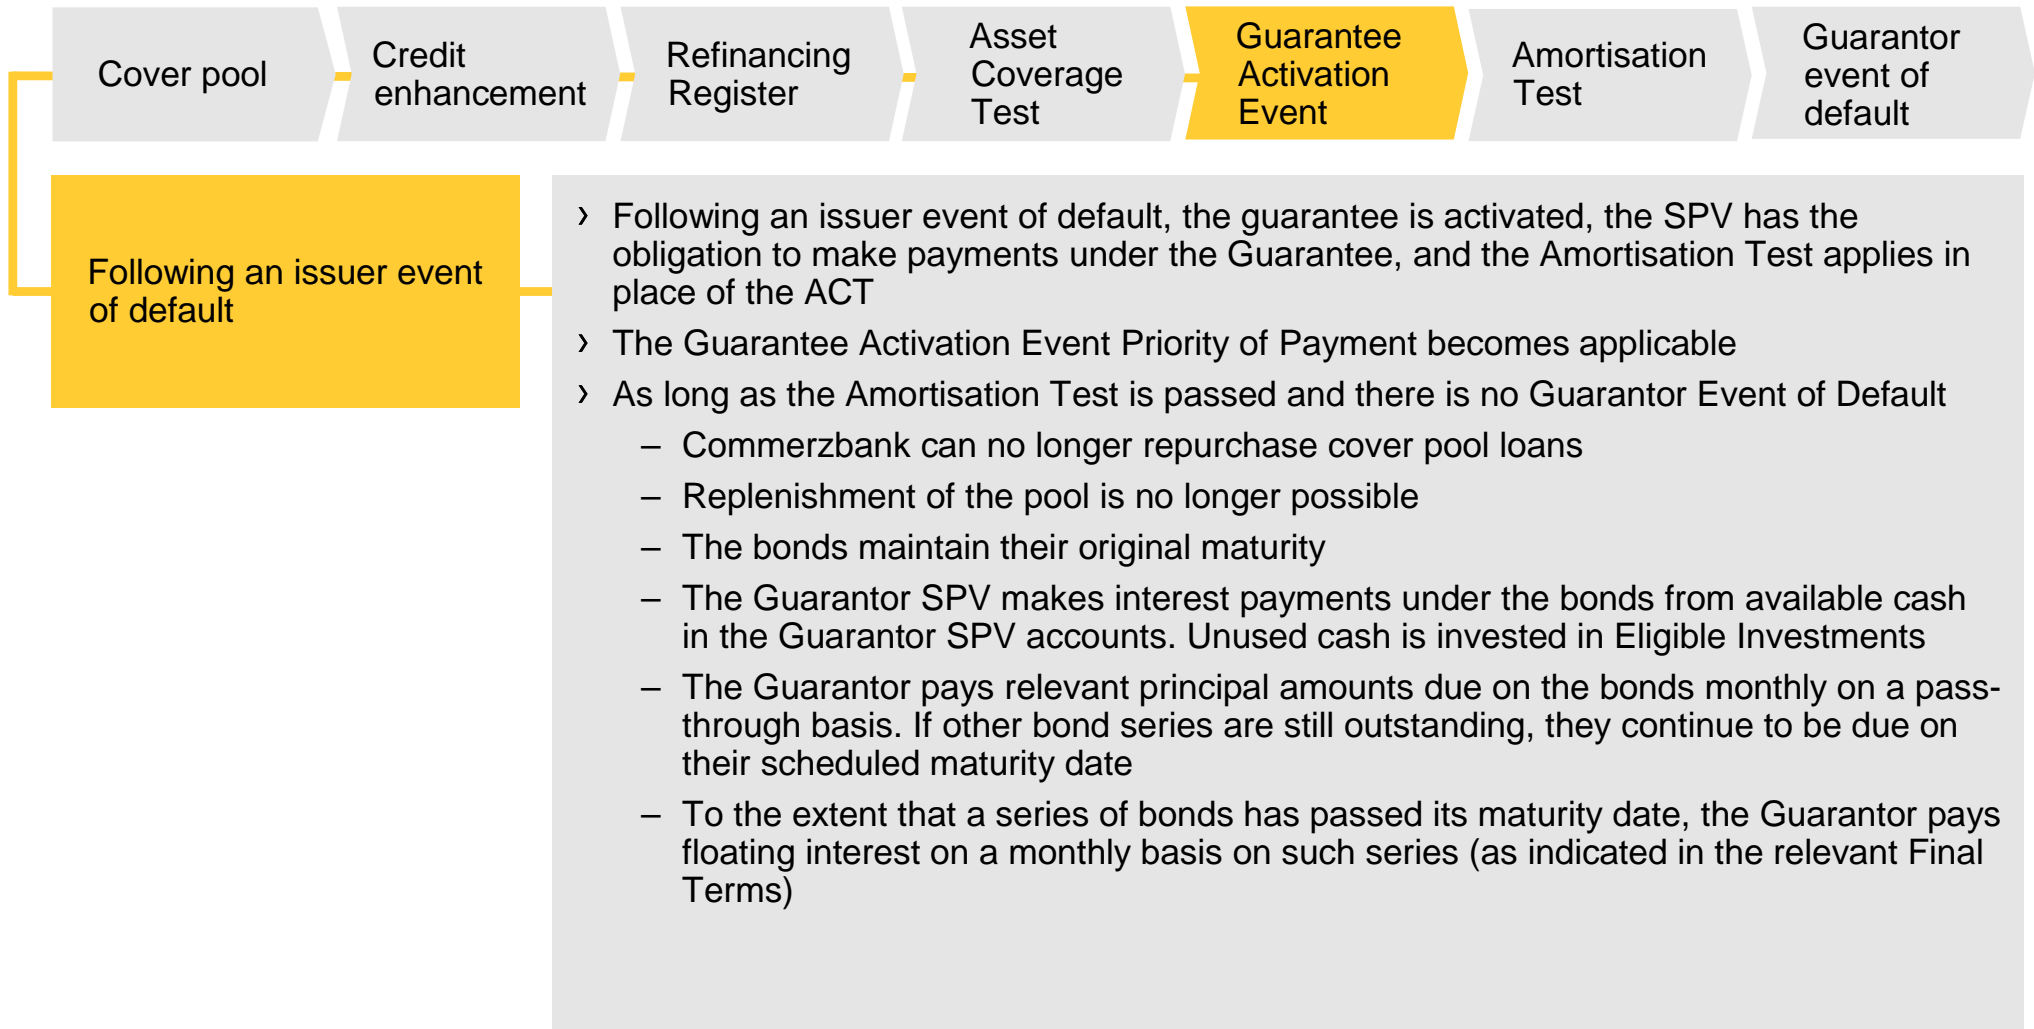 Cover pool
Credit
enhancement
Refinancing
Register
Asset
Coverage
Test
Guarantee
Activation
Event
Amortisation
Test
Guarantor
event of
default
Following an issuer event
of default
› Following an issuer event of default, the guarantee is activated, the SPV has the
obligation to make payments under the Guarantee, and the Amortisation Test applies in
place of the ACT
› The Guarantee Activation Event Priority of Payment becomes applicable
› As long as the Amortisation Test is passed and there is no Guarantor Event of Default
– Commerzbank can no longer repurchase cover pool loans
– Replenishment of the pool is no longer possible
– The bonds maintain their original maturity
– The Guarantor SPV makes interest payments under the bonds from available cash
in the Guarantor SPV accounts. Unused cash is invested in Eligible Investments
– The Guarantor pays relevant principal amounts due on the bonds monthly on a pass-
through basis. If other bond series are still outstanding, they continue to be due on
their scheduled maturity date
– To the extent that a series of bonds has passed its maturity date, the Guarantor pays
floating interest on a monthly basis on such series (as indicated in the relevant Final
Terms)